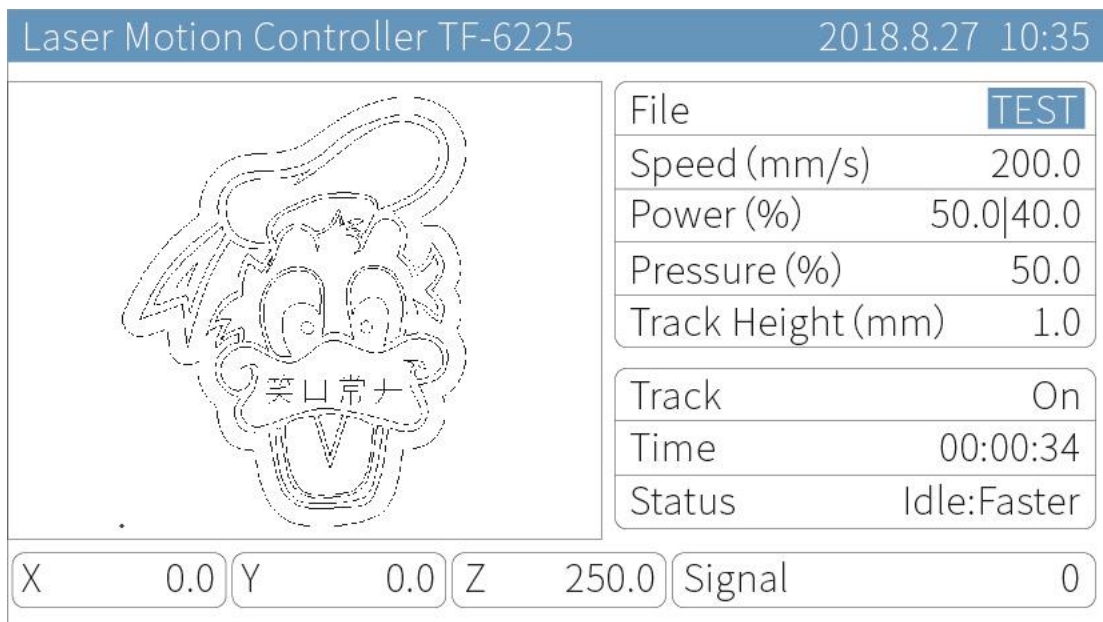 Laser Motion Controller TF-6225 2018.8.27 10:35
File TEST
Speed(mm/s) 200.0
Power(%) 50.0|40.0
Pressure(%) 50.0
Track Height(mm) 1.0
笑口常
Track On
Time 00:00:34
Status Idle:Faster
X 0.0 Y 0.0 Z 250.0 Signal 0